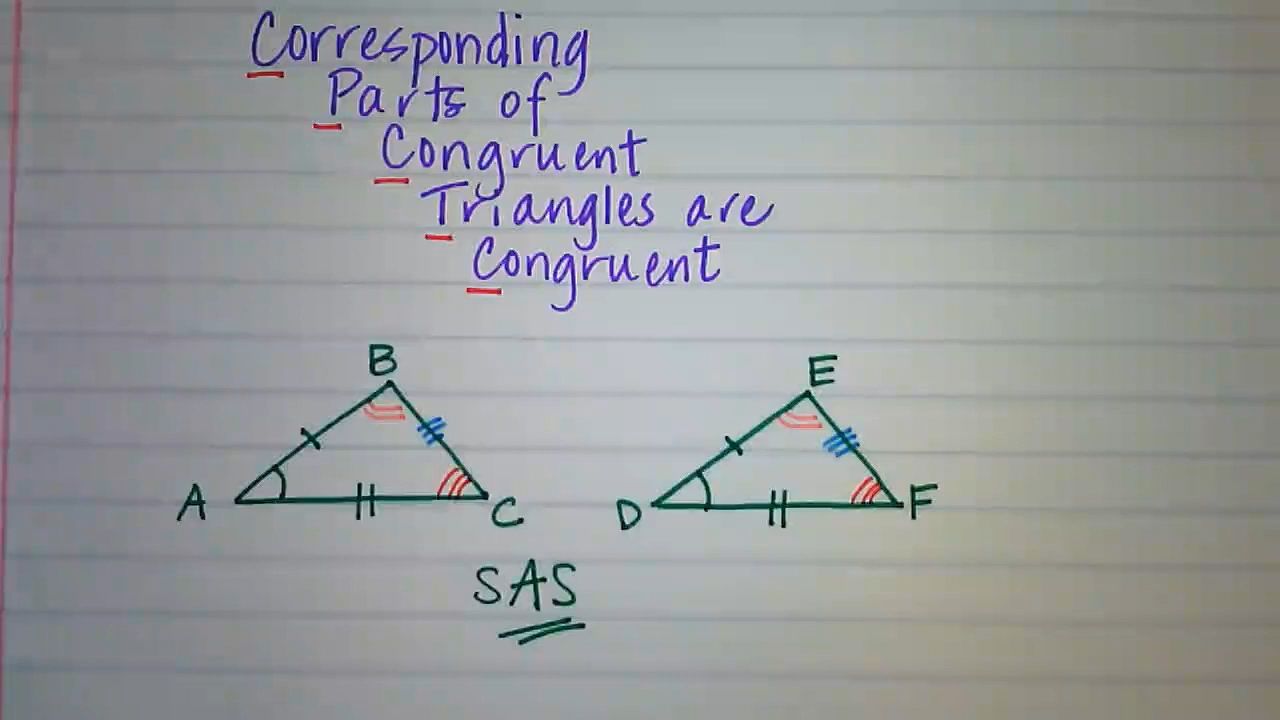 Corresponding
Parts of
Congruent
Triangles are
Congruent
B
E
A
C
D
F
SAS